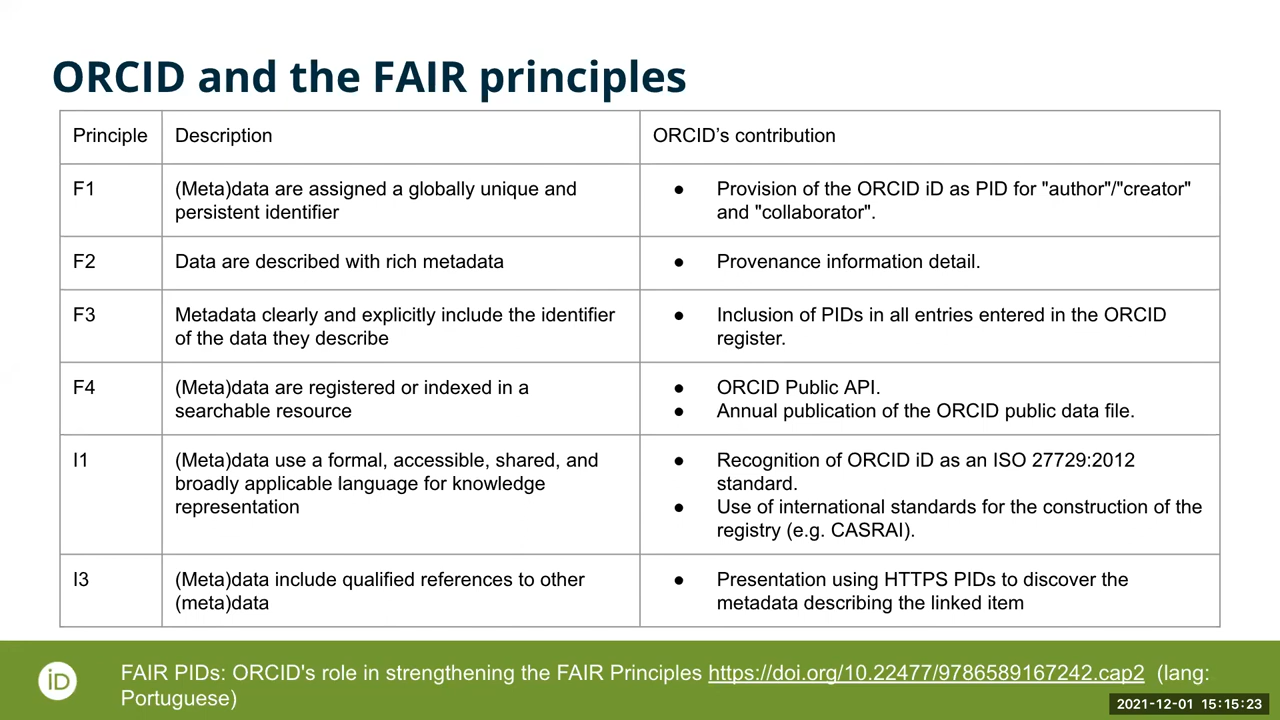 ORCID and the FAIR principles
Principle
Description
ORCID’s contribution
F1
(Meta)data are assigned a globally unique and
persistent identifier
● Provision of the ORCID iD as PID for "author"/"creator"
and "collaborator".
F2
Data are described with rich metadata
● Provenance information detail.
F3
Metadata clearly and explicitly include the identifier
of the data they describe
● Inclusion of PIDs in all entries entered in the ORCID
register.
F4
(Meta)data are registered or indexed in a
searchable resource
● ORCID Public API.
● Annual publication of the ORCID public data file.
I1
(Meta)data use a formal, accessible, shared, and
broadly applicable language for knowledge
representation
● Recognition of ORCID iD as an ISO 27729:2012
standard.
● Use of international standards for the construction of the
registry (e.g. CASRAI).
I3
(Meta)data include qualified references to other
(meta)data
● Presentation using HTTPS PIDs to discover the
metadata describing the linked item
iD
FAIR PIDs: ORCID's role in strengthening the FAIR Principles https://doi.org/10.22477/9786589167242.cap2 (lang:
Portuguese)
2021-12-01 15:15:23